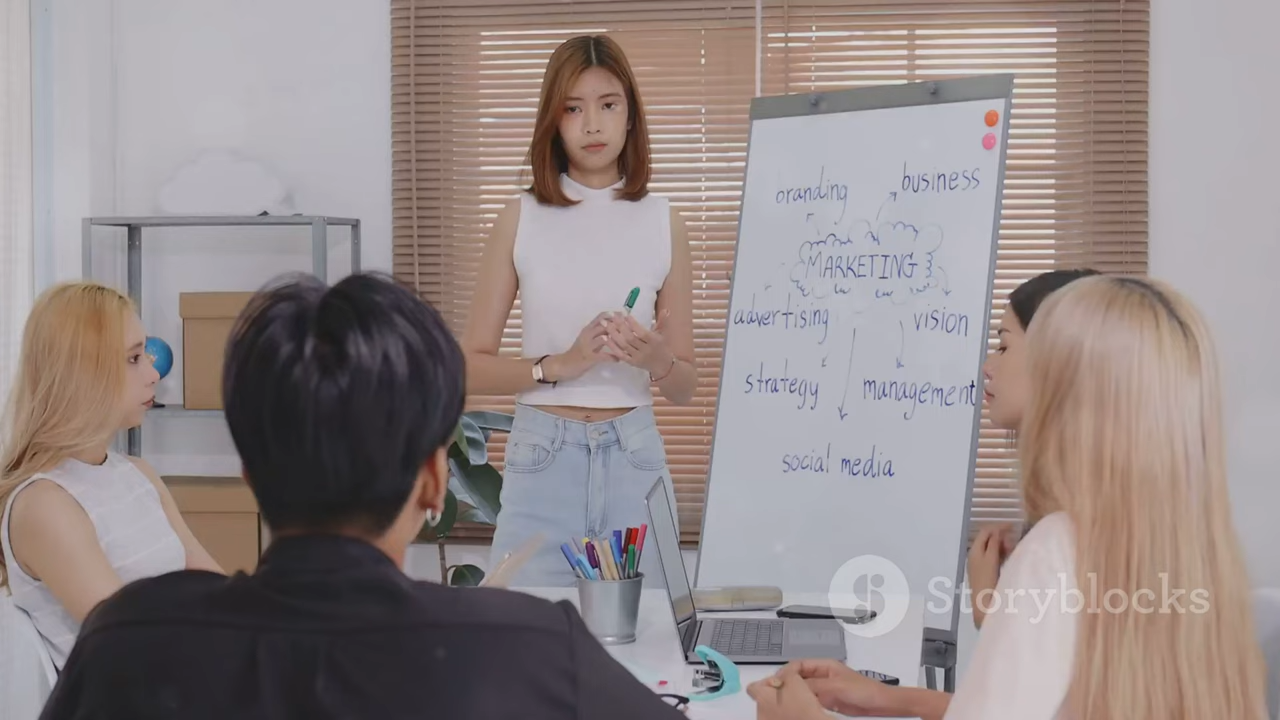 branding
business
MARKETING
advertising
vision
strategy
management
social media
Storyblocks